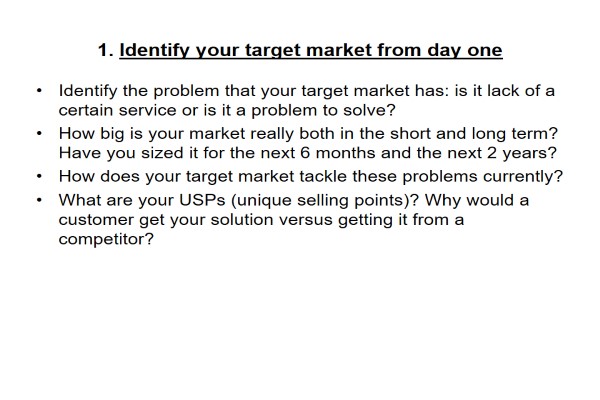 1. Identify your target market from day one
• Identify the problem that your target market has: is it lack of a
certain service or is it a problem to solve?
• How big is your market really both in the short and long term?
Have you sized it for the next 6 months and the next 2 years?
• How does your target market tackle these problems currently?
• What are your USPs (unique selling points)? Why would a
customer get your solution versus getting it from a
competitor?